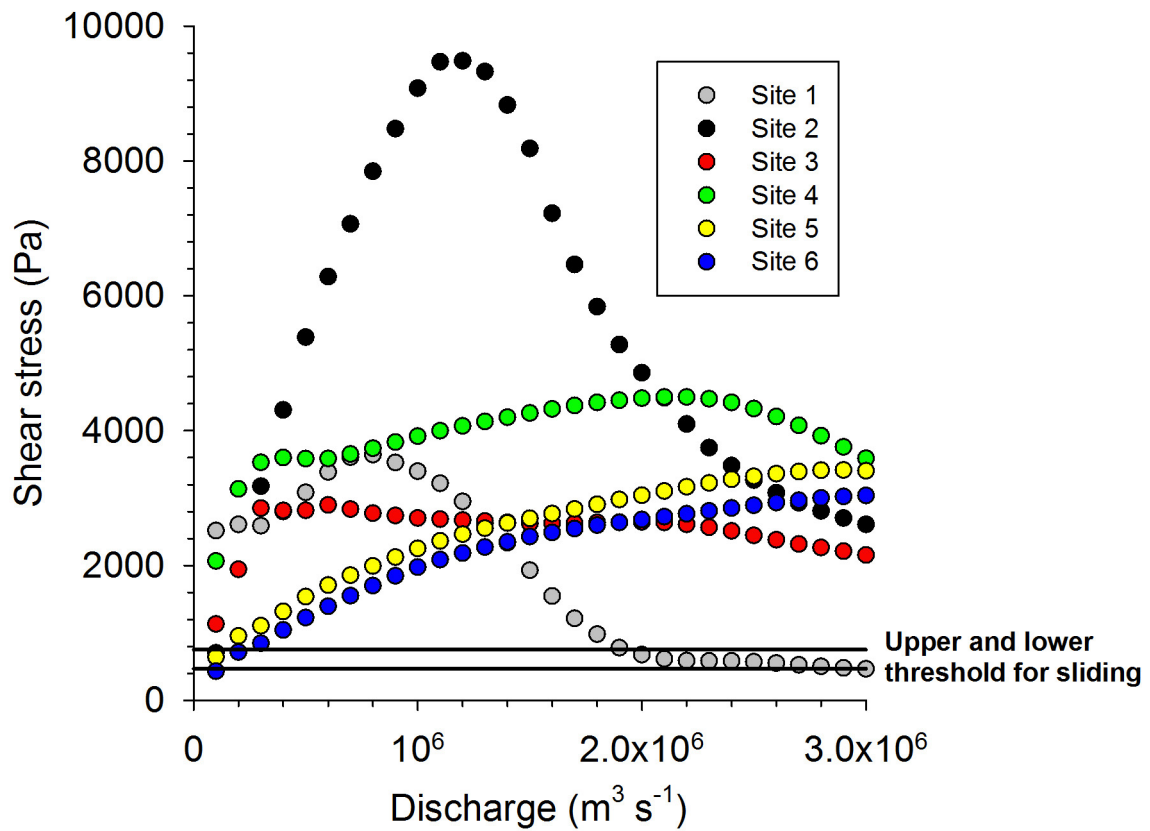 10000
8000
6000
4000
2000
0
Shear stress (Pa)
Site 1
Site 2
Site 3
Site 4
Site 5
Site 6
Upper and lower
threshold for sliding
0
10⁶
2.0x10⁶
3.0x10⁶
Discharge (m³ s⁻¹)